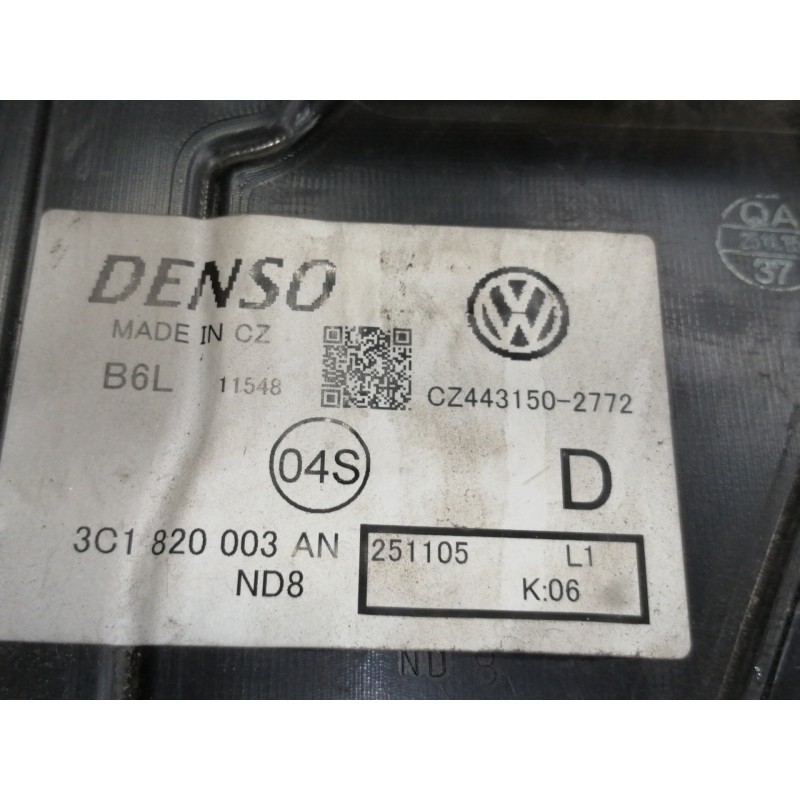 DENSO
MADE IN CZ
B6L 11548
CZ443150-2772
04S
D
3C1 820 003 AN
ND8
251105 L1
K:06
QA
37
ND 8